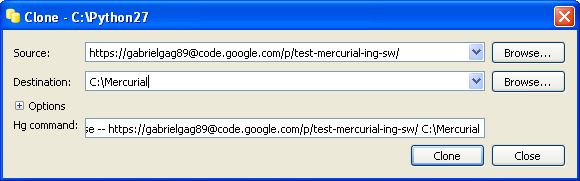 Clone - C:\Python27
Source: https://gabrielgag89@code.google.com/p/test-mercurial-ing-sw/ Browse...
Destination: C:\Mercurial Browse...
Options
Hg command: se -- https://gabrielgag89@code.google.com/p/test-mercurial-ing-sw/ C:\Mercurial
Clone Close